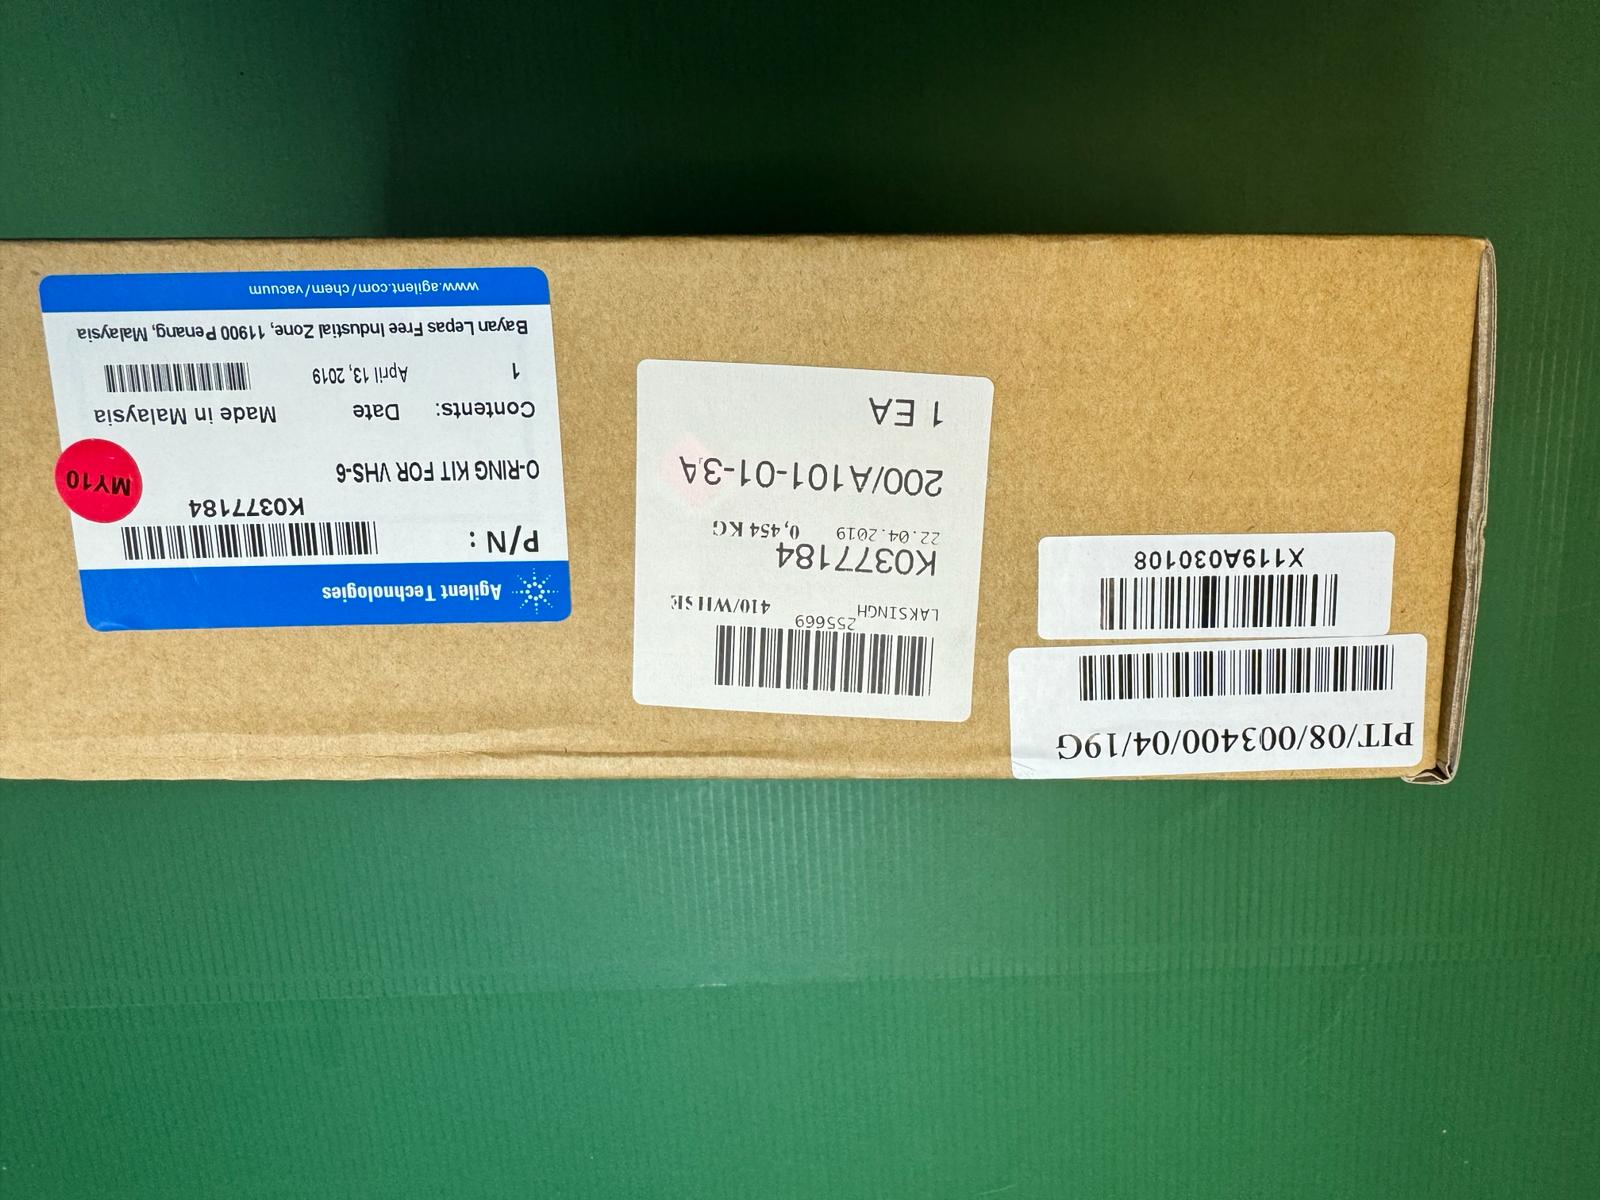 Agilent Technologies
P/N :
K0377184
O-RING KIT FOR VHS-6
MY10
Contents: Date Made in Malaysia
1 April 13, 2019
Bayan Lepas Free Industial Zone, 11900 Penang, Malaysia
www.agilent.com/chem/vacuum
255669
LAKSINGH 410/WHSE
K0377184
22.04.2019 0,454 KG
200/A101-01-3A
1 EA
PIT/08/003400/04/19G
X119A030108